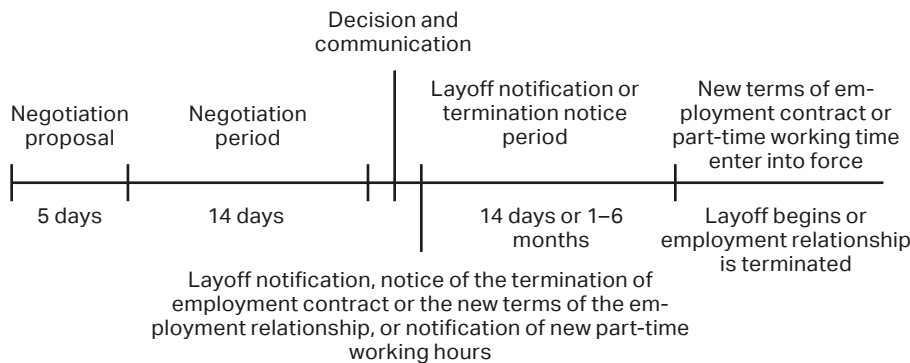 Decision and
communication
Negotiation
proposal
Negotiation
period
Layoff notification or
termination notice
period
New terms of em-
ployment contract or
part-time working time
enter into force
5 days
14 days
14 days or 1–6
months
Layoff begins or
employment relationship
is terminated
Layoff notification, notice of the termination of
employment contract or the new terms of the em-
ployment relationship, or notification of new part-time
working hours